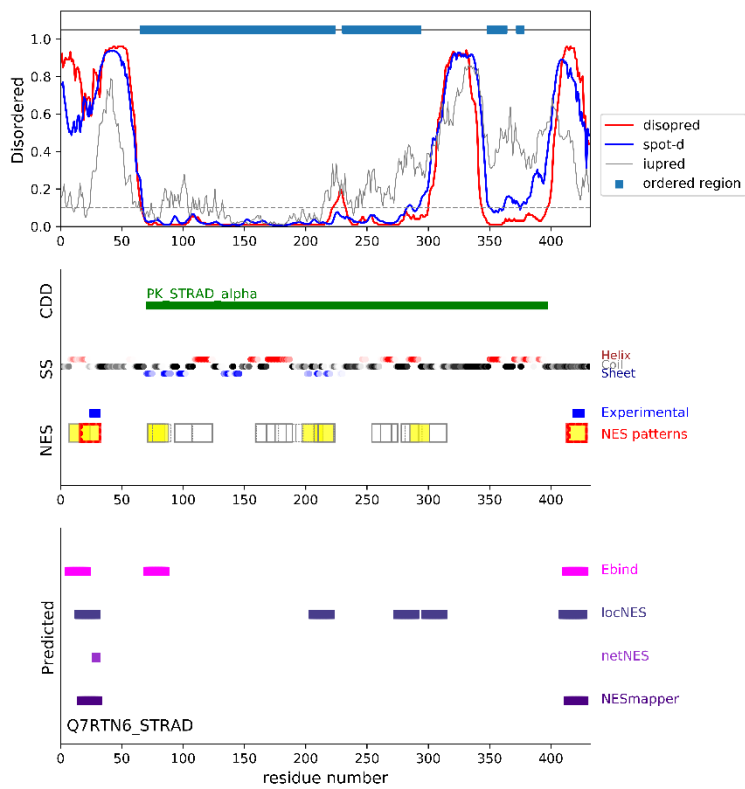 1.0
0.8
0.6
0.4
0.2
0.0
Disordered
0 50 100 150 200 250 300 350 400
disopred
spot-d
iupred
ordered region
CDD
PK_STRAD_alpha
SS
Helix
Coil
Sheet
NES
Experimental
NES patterns
0 50 100 150 200 250 300 350 400
Predicted
Ebind
locNES
netNES
NESmapper
Q7RTN6_STRAD
0 50 100 150 200 250 300 350 400
residue number